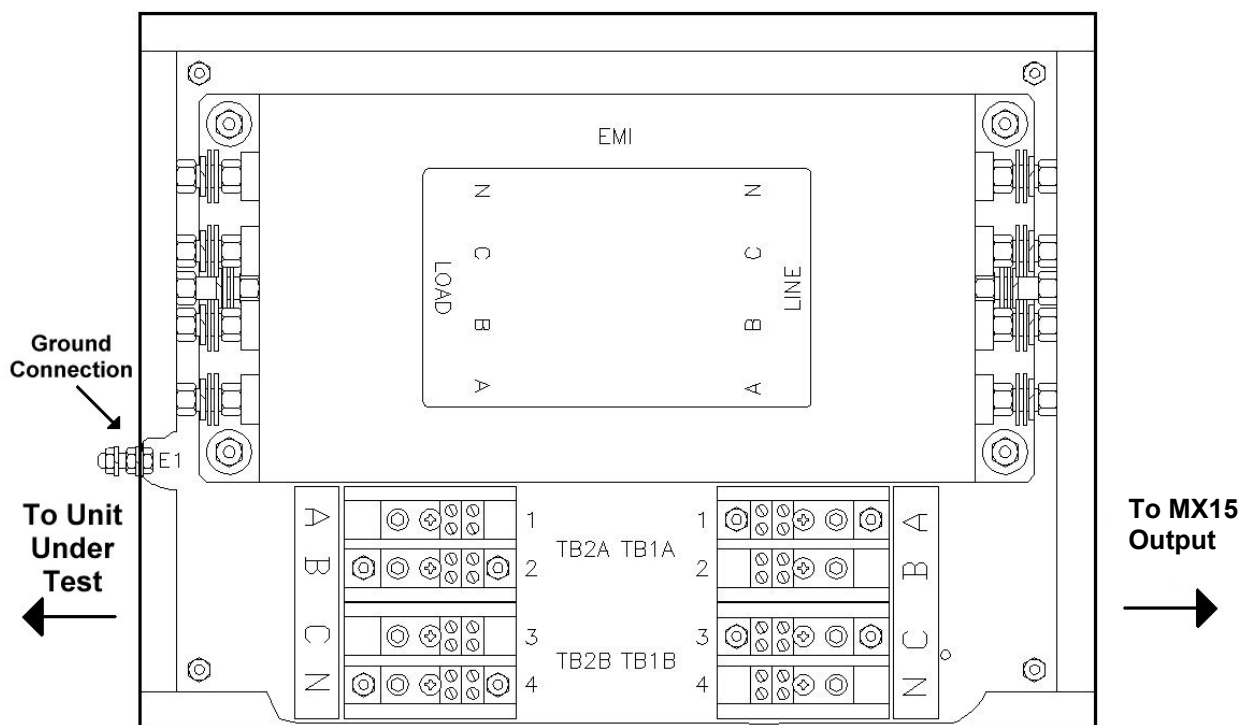 EMI
N
C
B
A
LOAD
N
C
B
A
LINE
Ground
Connection
E1
To Unit
Under
Test
To MX15
Output
A
B
C
N
1
2
3
4
TB2A TB1A
TB2B TB1B
1
2
3
4
A
B
C
N